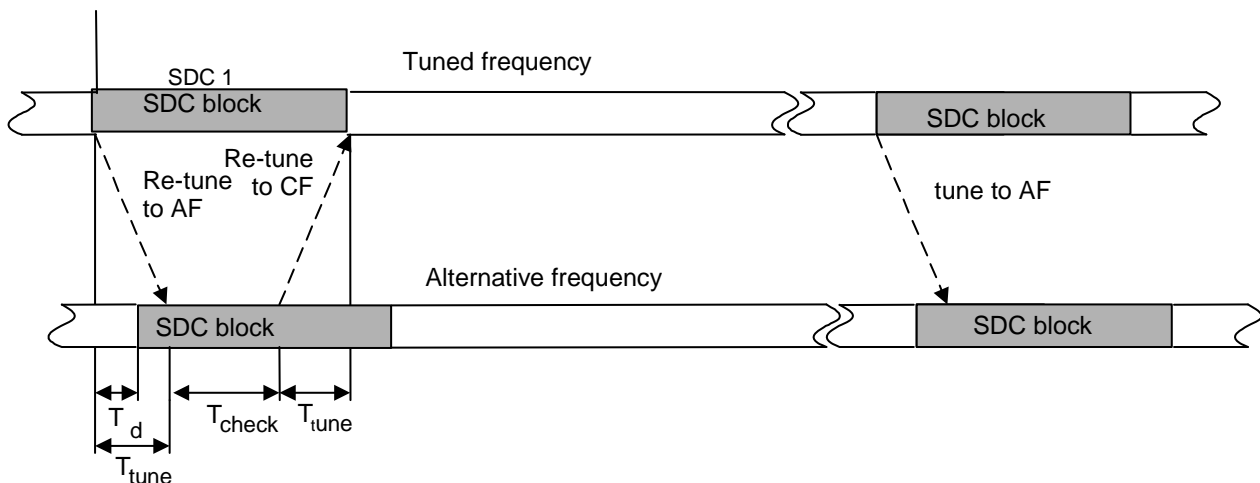 SDC 1
Tuned frequency
SDC block
SDC block
Re-tune
to AF
Re-tune
to CF
tune to AF
Alternative frequency
SDC block
SDC block
T d
T check
T tune
T tune